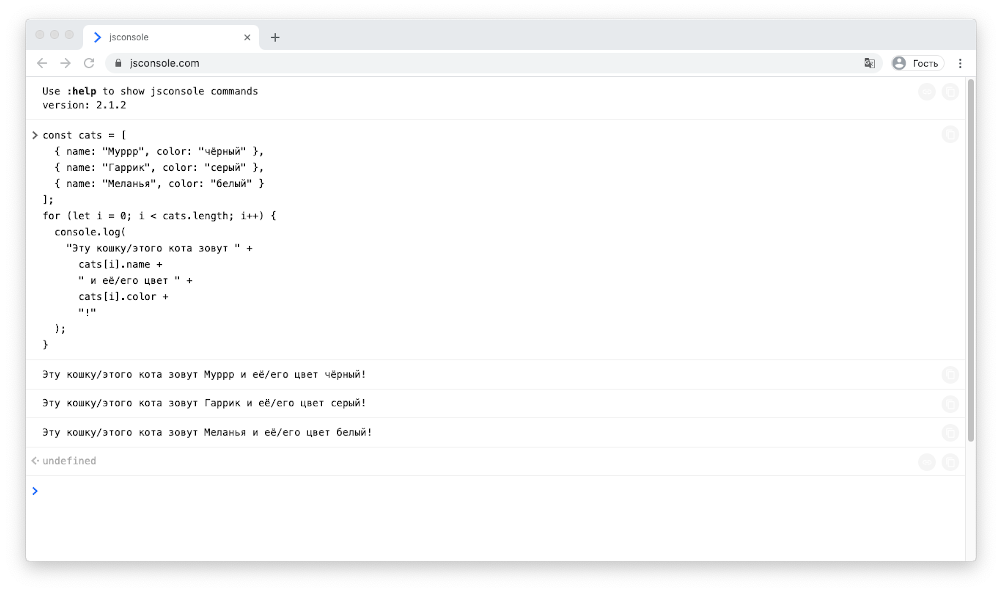 jsconsole
jsconsole.com
Гость
Use :help to show jsconsole commands
version: 2.1.2
const cats = [
  { name: "Муррр", color: "чёрный" },
  { name: "Гаррик", color: "серый" },
  { name: "Меланья", color: "белый" }
];
for (let i = 0; i < cats.length; i++) {
  console.log(
    "Эту кошку/этого кота зовут " +
      cats[i].name +
      " и её/его цвет " +
      cats[i].color +
      "!"
  );
}
Эту кошку/этого кота зовут Муррр и её/его цвет чёрный!
Эту кошку/этого кота зовут Гаррик и её/его цвет серый!
Эту кошку/этого кота зовут Меланья и её/его цвет белый!
undefined